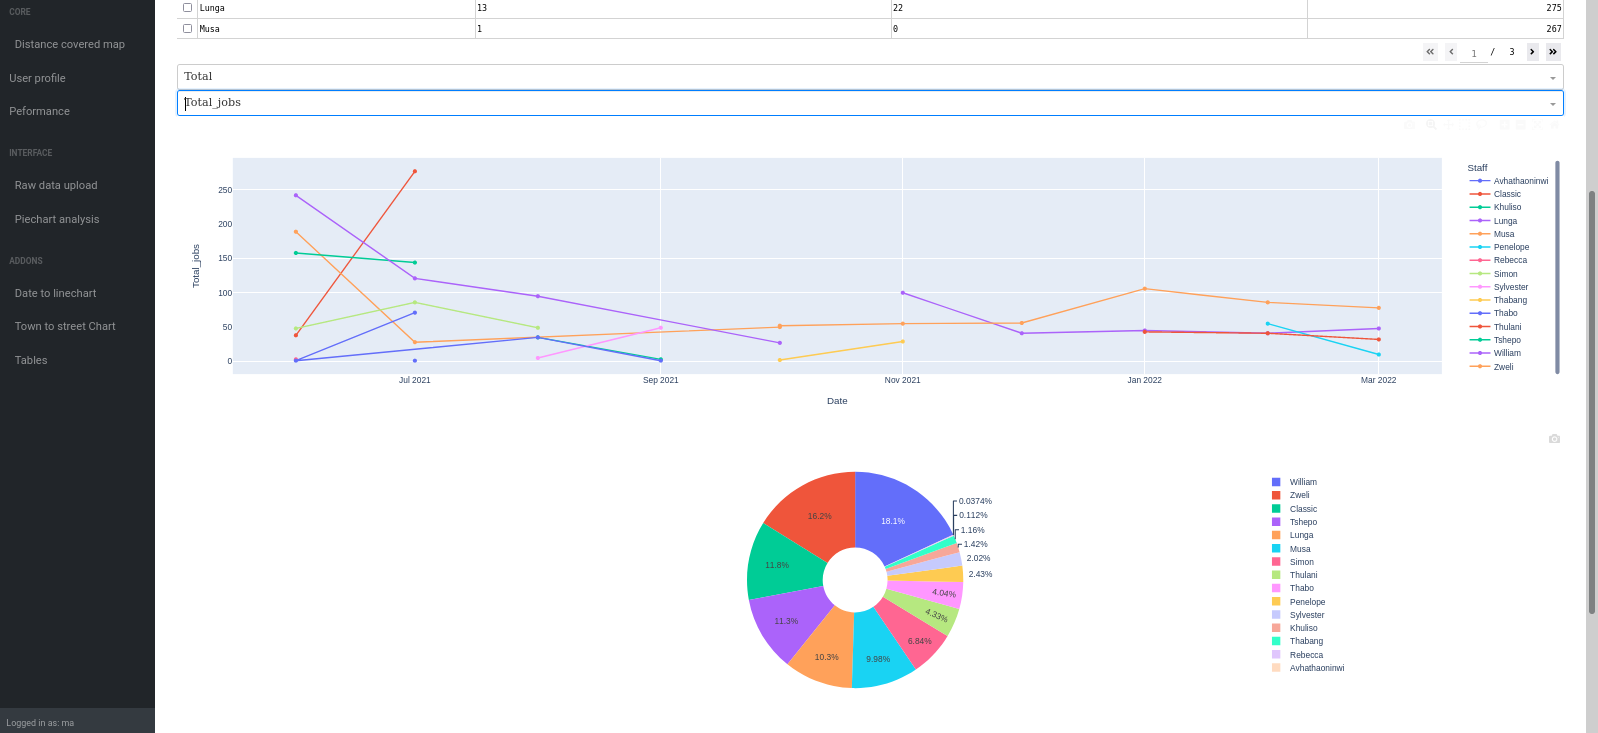 CORE
Distance covered map
User profile
Peformance
INTERFACE
Raw data upload
Piechart analysis
ADDONS
Date to linechart
Town to street Chart
Tables
Logged in as: ma
Lunga 13 22 275
Musa 1 0 267
« ‹ 1 / 3 › »
Total
Total_jobs
Total_jobs
250
200
150
100
50
0
Jul 2021 Sep 2021 Nov 2021 Jan 2022 Mar 2022
Date
Staff
Avhathaoninwi
Classic
Khuliso
Lunga
Musa
Penelope
Rebecca
Simon
Sylvester
Thabang
Thabo
Thulani
Tshepo
William
Zweli
18.1%
16.2%
11.8%
11.3%
10.3%
9.98%
6.84%
4.33%
4.04%
2.43%
2.02%
1.42%
1.16%
0.112%
0.0374%
William
Zweli
Classic
Tshepo
Lunga
Musa
Simon
Thulani
Thabo
Penelope
Sylvester
Khuliso
Thabang
Rebecca
Avhathaoninwi